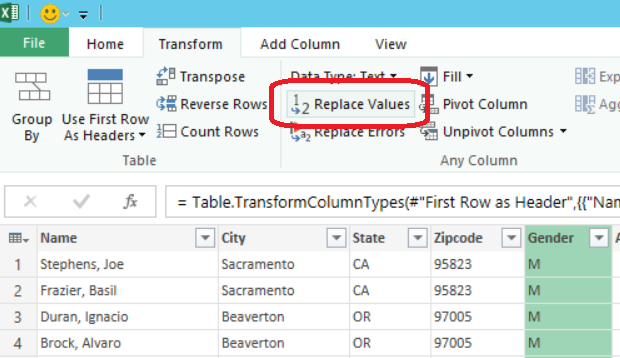 File Home Transform Add Column View
Transpose Data Type: Text Fill Exp
Group By Use First Row As Headers Reverse Rows 1 2 Replace Values Pivot Column Agg
Count Rows Replace Errors Unpivot Columns
Table Any Column
fx = Table.TransformColumnTypes(#"First Row as Header",{{"Nam
Name City State Zipcode Gender A
1 Stephens, Joe Sacramento CA 95823 M
2 Frazier, Basil Sacramento CA 95823 M
3 Duran, Ignacio Beaverton OR 97005 M
4 Brock, Alvaro Beaverton OR 97005 M